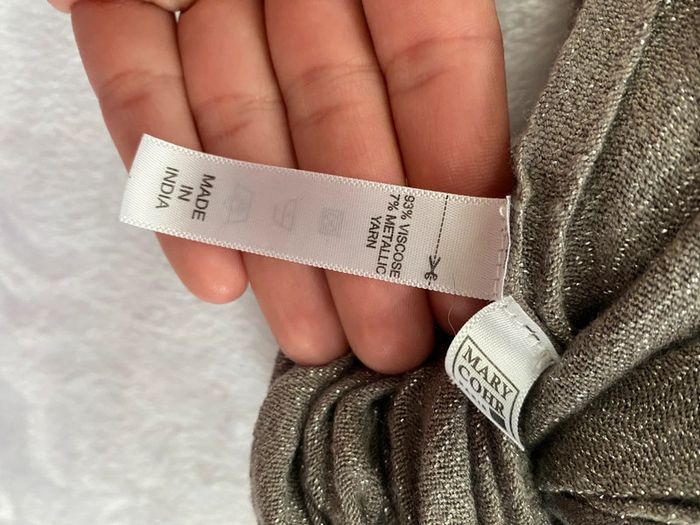 93% VISCOSE
7% METALLIC
YARN
MADE
IN
INDIA
MARY
COHR